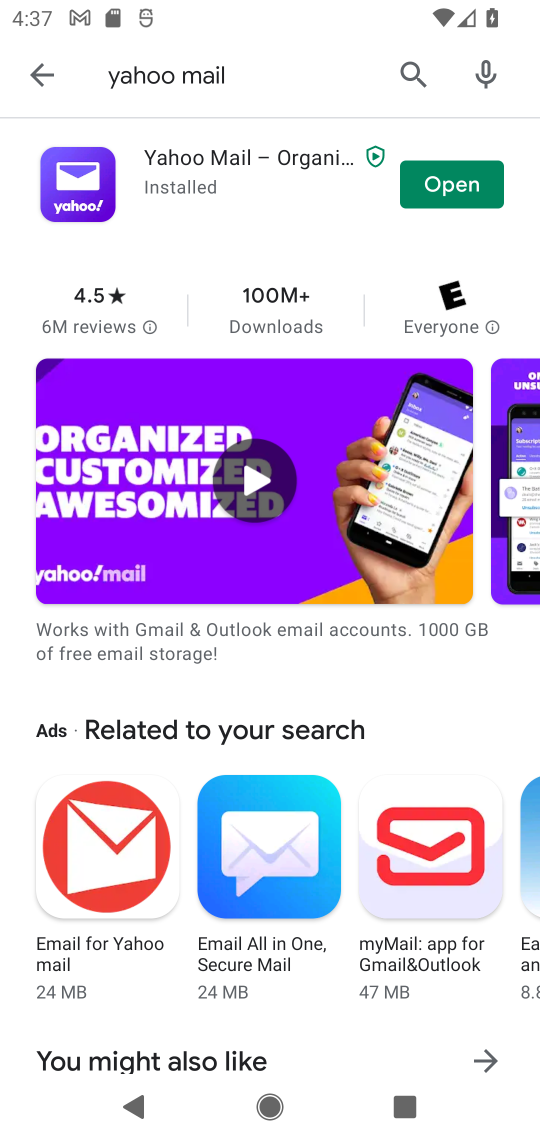 4:37
yahoo mail
Yahoo Mail – Organi...
Installed
Open
yahoo!
4.5★
6M reviews
100M+
Downloads
E
Everyone
ORGANIZED
CUSTOMIZED
AWESOMIZED
yahoo!mail
Works with Gmail & Outlook email accounts. 1000 GB
of free email storage!
Ads · Related to your search
Email for Yahoo
mail
24 MB
Email All in One,
Secure Mail
24 MB
myMail: app for
Gmail&Outlook
47 MB
Ea
an
8.8
You might also like